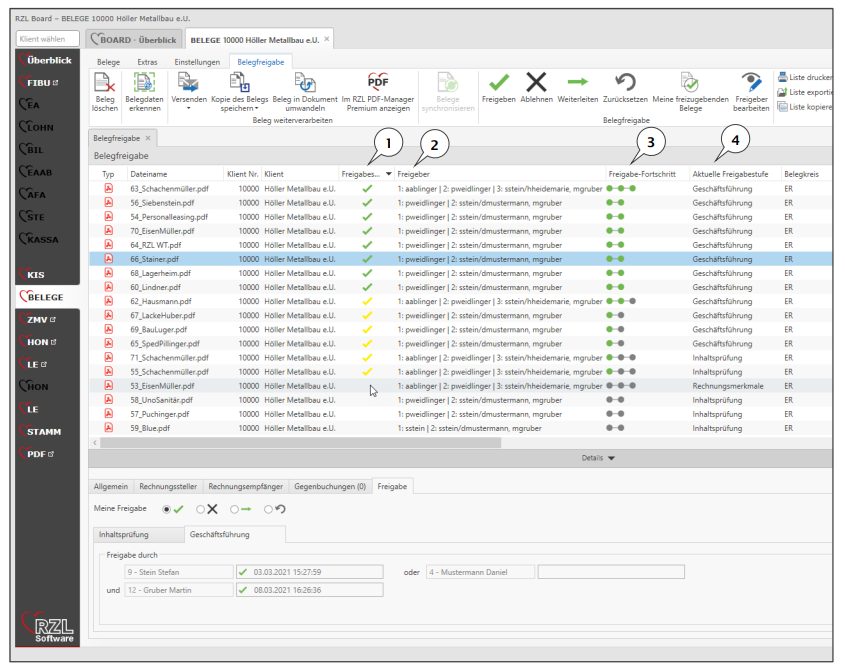 RZL Board – BELEGE 10000 Höller Metallbau e.U.
Klient wählen
BOARD - Überblick
BELEGE 10000 Höller Metallbau e.U. ×
Überblick
FIBU
EA
LOHN
BIL
EAAB
AFA
STE
KASSA
KIS
BELEGE
ZMV
HON
LE
HON
LE
STAMM
PDF
RZL
Software
Belege Extras Einstellungen Belegfreigabe
Beleg löschen
Belegdaten erkennen
Versenden
Kopie des Belegs speichern
Beleg in Dokument umwandeln
PDF
Im RZL PDF-Manager Premium anzeigen
Beleg weiterverarbeiten
Belege synchronisieren
Freigeben Ablehnen Weiterleiten Zurücksetzen
Meine freizugebenden Belege
Freigeber bearbeiten
Belegfreigabe
Liste drucken
Liste exportie
Liste kopiere
Belegfreigabe ×
Belegfreigabe
1 2 3 4
Typ Dateiname Klient Nr. Klient Freigabes... Freigeber Freigabe-Fortschritt Aktuelle Freigabestufe Belegkreis
63_Schachenmüller.pdf 10000 Höller Metallbau e.U. 1: aablinger | 2: pweidlinger | 3: sstein/hheidemarie, mgruber Geschäftsführung ER
56_Siebenstein.pdf 10000 Höller Metallbau e.U. 1: pweidlinger | 2: sstein/dmustermann, mgruber Geschäftsführung ER
54_Personalleasing.pdf 10000 Höller Metallbau e.U. 1: pweidlinger | 2: sstein/dmustermann, mgruber Geschäftsführung ER
70_EisenMüller.pdf 10000 Höller Metallbau e.U. 1: pweidlinger | 2: sstein/dmustermann, mgruber Geschäftsführung ER
64_RZL WT.pdf 10000 Höller Metallbau e.U. 1: pweidlinger | 2: sstein/dmustermann, mgruber Geschäftsführung ER
66_Stainer.pdf 10000 Höller Metallbau e.U. 1: pweidlinger | 2: sstein/dmustermann, mgruber Geschäftsführung ER
68_Lagerheim.pdf 10000 Höller Metallbau e.U. 1: pweidlinger | 2: sstein/dmustermann, mgruber Geschäftsführung ER
60_Lindner.pdf 10000 Höller Metallbau e.U. 1: pweidlinger | 2: sstein/dmustermann, mgruber Geschäftsführung ER
62_Hausmann.pdf 10000 Höller Metallbau e.U. 1: aablinger | 2: pweidlinger | 3: sstein/hheidemarie, mgruber Geschäftsführung ER
67_LackeHuber.pdf 10000 Höller Metallbau e.U. 1: pweidlinger | 2: sstein/dmustermann, mgruber Geschäftsführung ER
69_BauLuger.pdf 10000 Höller Metallbau e.U. 1: pweidlinger | 2: sstein/dmustermann, mgruber Geschäftsführung ER
65_SpedPillinger.pdf 10000 Höller Metallbau e.U. 1: pweidlinger | 2: sstein/dmustermann, mgruber Geschäftsführung ER
71_Schachenmüller.pdf 10000 Höller Metallbau e.U. 1: aablinger | 2: pweidlinger | 3: sstein/hheidemarie, mgruber Inhaltsprüfung ER
55_Schachenmüller.pdf 10000 Höller Metallbau e.U. 1: aablinger | 2: pweidlinger | 3: sstein/hheidemarie, mgruber Inhaltsprüfung ER
53_EisenMüller.pdf 10000 Höller Metallbau e.U. 1: aablinger | 2: pweidlinger | 3: sstein/hheidemarie, mgruber Rechnungsmerkmale ER
58_UnoSanitär.pdf 10000 Höller Metallbau e.U. 1: pweidlinger | 2: sstein/dmustermann, mgruber Inhaltsprüfung ER
57_Puchinger.pdf 10000 Höller Metallbau e.U. 1: pweidlinger | 2: sstein/dmustermann, mgruber Inhaltsprüfung ER
59_Blue.pdf 10000 Höller Metallbau e.U. 1: sstein | 2: sstein/dmustermann, mgruber Inhaltsprüfung ER
Details
Allgemein Rechnungssteller Rechnungsempfänger Gegenbuchungen (0) Freigabe
Meine Freigabe
Inhaltsprüfung Geschäftsführung
Freigabe durch
9 - Stein Stefan 03.03.2021 15:27:59 oder 4 - Mustermann Daniel
und 12 - Gruber Martin 08.03.2021 16:26:36